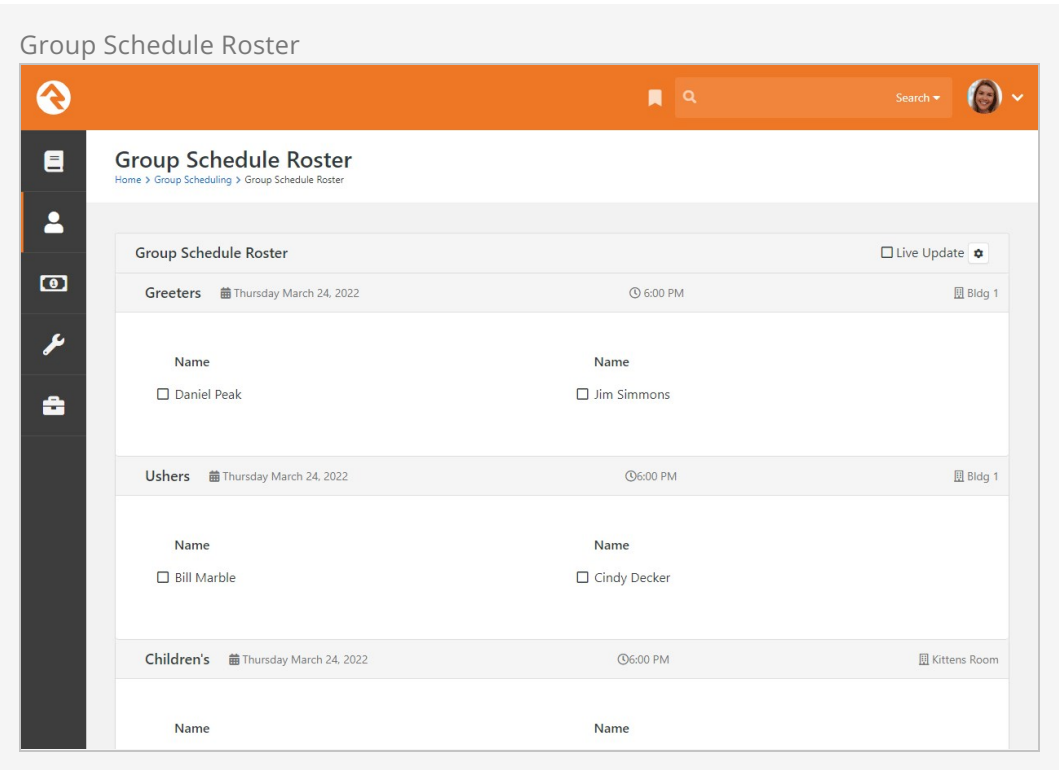 Group Schedule Roster
Search
Group Schedule Roster
Home > Group Scheduling > Group Schedule Roster
Group Schedule Roster Live Update
Greeters Thursday March 24, 2022 6:00 PM Bldg 1
Name Name
Daniel Peak Jim Simmons
Ushers Thursday March 24, 2022 6:00 PM Bldg 1
Name Name
Bill Marble Cindy Decker
Children's Thursday March 24, 2022 6:00 PM Kittens Room
Name Name